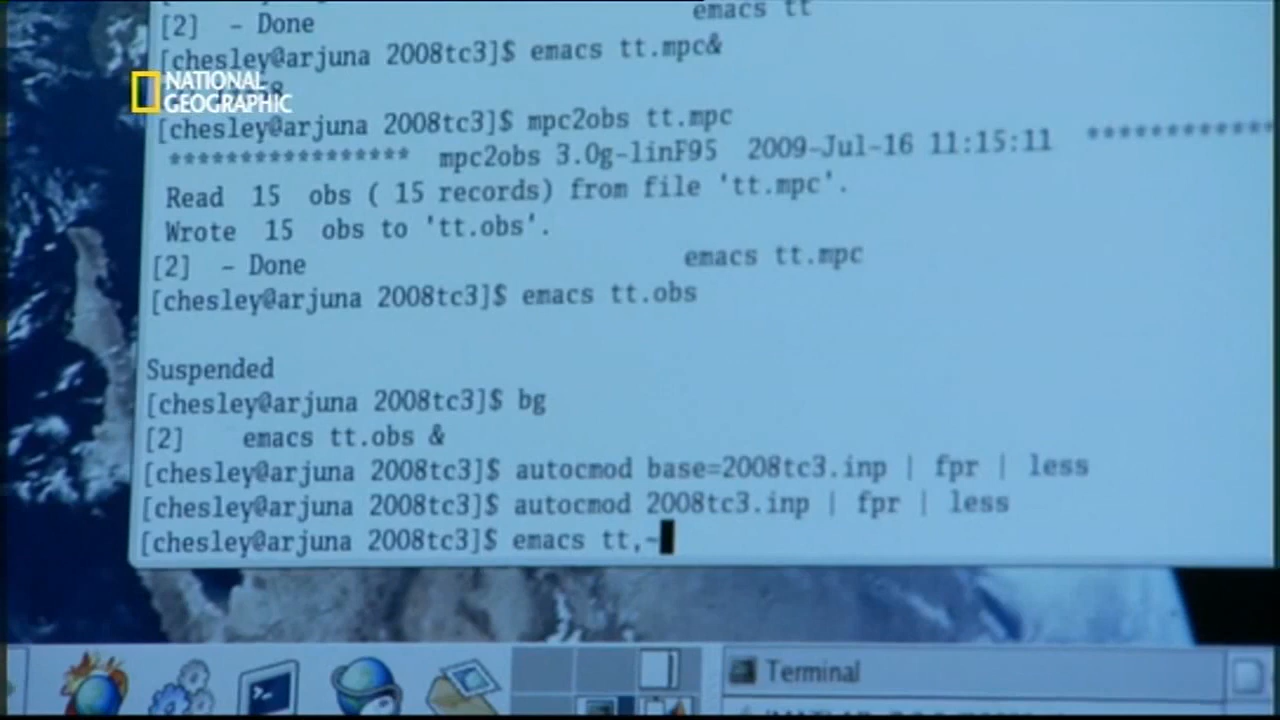 emacs tt
[2]  - Done
[chesley@arjuna 2008tc3]$ emacs tt.mpc&
NATIONAL
GEOGRAPHIC
[chesley@arjuna 2008tc3]$ mpc2obs tt.mpc
***************** mpc2obs 3.0g-linF95  2009-Jul-16 11:15:11  ************
Read  15  obs ( 15 records) from file 'tt.mpc'.
Wrote  15  obs to 'tt.obs'.
[2]  - Done                          emacs tt.mpc
[chesley@arjuna 2008tc3]$ emacs tt.obs
Suspended
[chesley@arjuna 2008tc3]$ bg
[2]    emacs tt.obs &
[chesley@arjuna 2008tc3]$ autocmod base=2008tc3.inp | fpr | less
[chesley@arjuna 2008tc3]$ autocmod 2008tc3.inp | fpr | less
[chesley@arjuna 2008tc3]$ emacs tt,~
Terminal